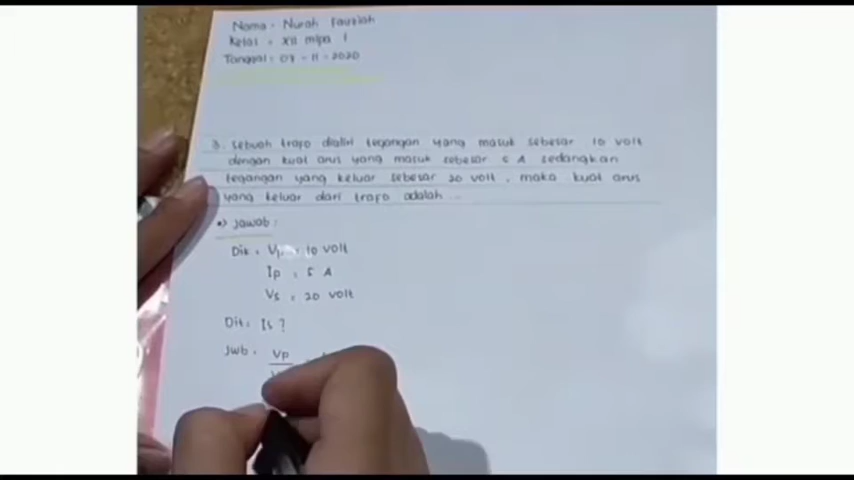 Nama = Nurah Fauziah
Kelas = XII mipa 1
Tanggal = 07 - 11 - 2020
3. sebuah trafo dialiri tegangan yang masuk sebesar 10 volt
dengan kuat arus yang masuk sebesar 5 A sedangkan
tegangan yang keluar sebesar 20 volt, maka kuat arus
yang keluar dari trafo adalah ...
=> Jawab :
Dik = Vp = 10 volt
Ip = 5 A
Vs = 20 volt
Dit = Is ?
Jwb = Vp